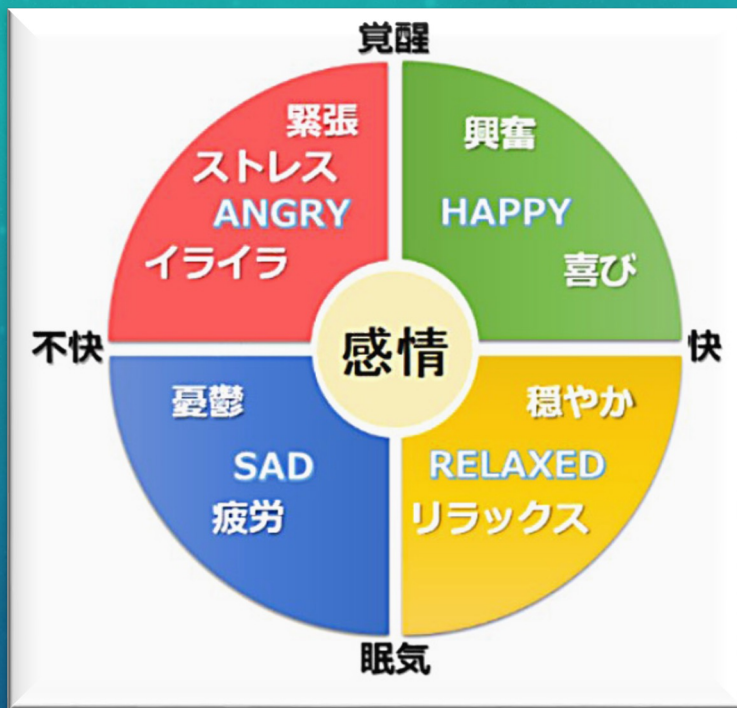 覚醒
緊張
ストレス
ANGRY
イライラ
興奮
HAPPY
喜び
不快
感情
快
憂鬱
SAD
疲労
穏やか
RELAXED
リラックス
眠気